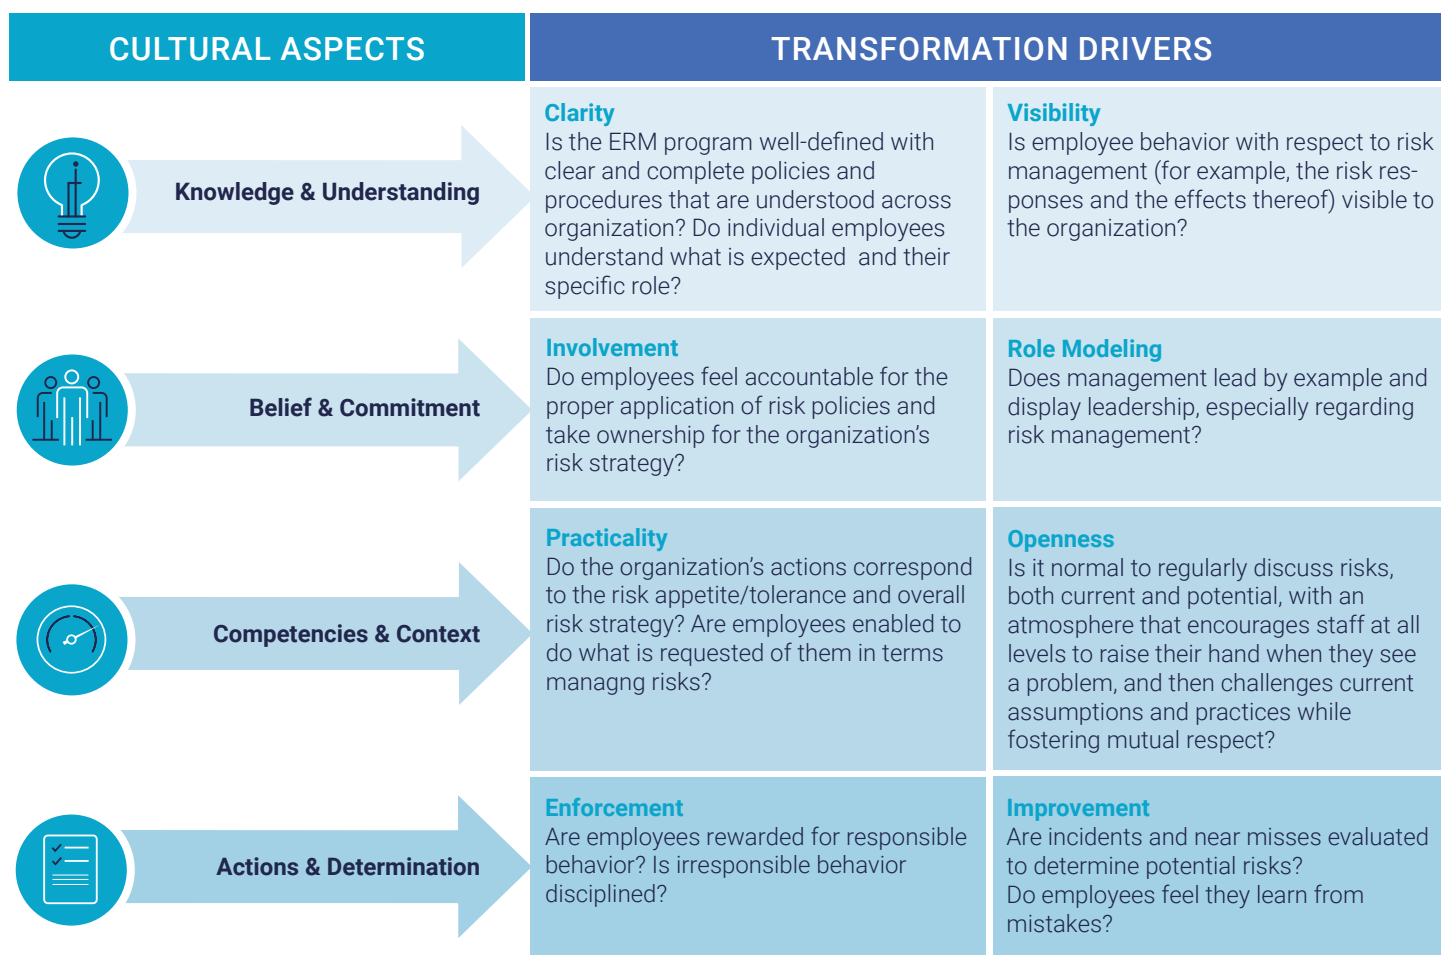 CULTURAL ASPECTS
TRANSFORMATION DRIVERS
Knowledge & Understanding
Clarity
Is the ERM program well-defined with
clear and complete policies and
procedures that are understood across
organization? Do individual employees
understand what is expected  and their
specific role?
Visibility
Is employee behavior with respect to risk
management (for example, the risk res-
ponses and the effects thereof) visible to
the organization?
Belief & Commitment
Involvement
Do employees feel accountable for the
proper application of risk policies and
take ownership for the organization’s
risk strategy?
Role Modeling
Does management lead by example and
display leadership, especially regarding
risk management?
Competencies & Context
Practicality
Do the organization’s actions correspond
to the risk appetite/tolerance and overall
risk strategy? Are employees enabled to
do what is requested of them in terms
managng risks?
Openness
Is it normal to regularly discuss risks,
both current and potential, with an
atmosphere that encourages staff at all
levels to raise their hand when they see
a problem, and then challenges current
assumptions and practices while
fostering mutual respect?
Actions & Determination
Enforcement
Are employees rewarded for responsible
behavior? Is irresponsible behavior
disciplined?
Improvement
Are incidents and near misses evaluated
to determine potential risks?
Do employees feel they learn from
mistakes?